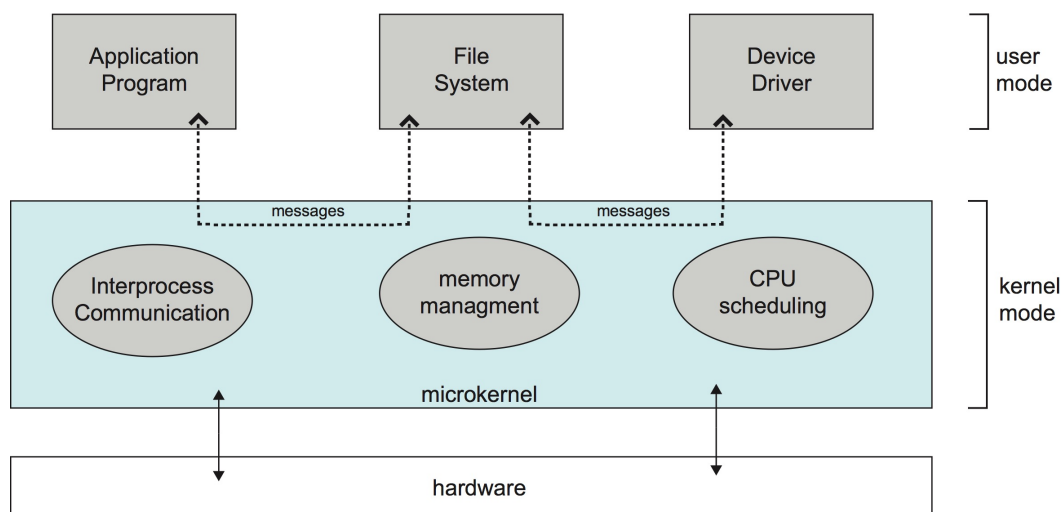 Application
Program
File
System
Device
Driver
user
mode
messages
messages
Interprocess
Communication
memory
managment
CPU
scheduling
kernel
mode
microkernel
hardware